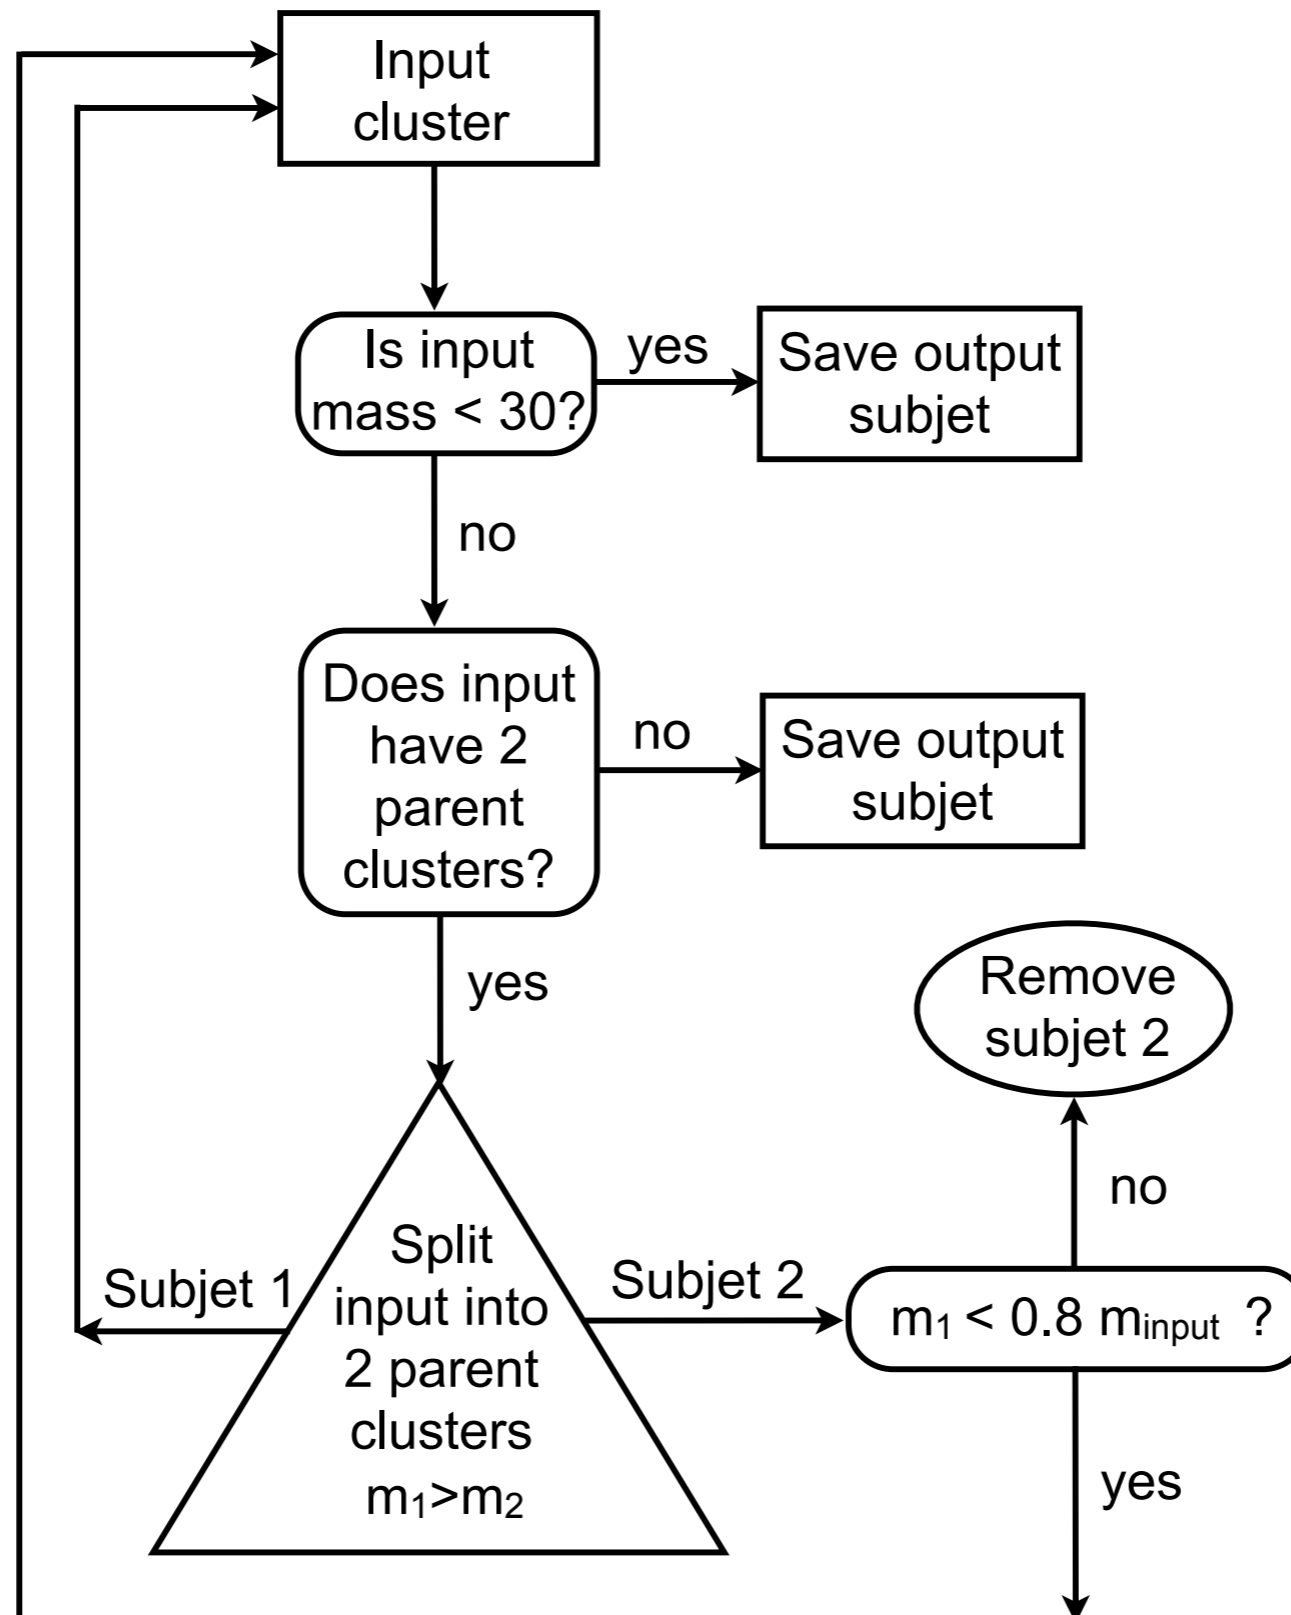 Input
cluster
Is input
mass < 30?
yes
Save output
subjet
no
Does input
have 2
parent
clusters?
no
Save output
subjet
yes
Remove
subjet 2
no
Split
input into
2 parent
clusters
m₁>m₂
Subjet 1
Subjet 2
m₁ < 0.8 minput ?
yes